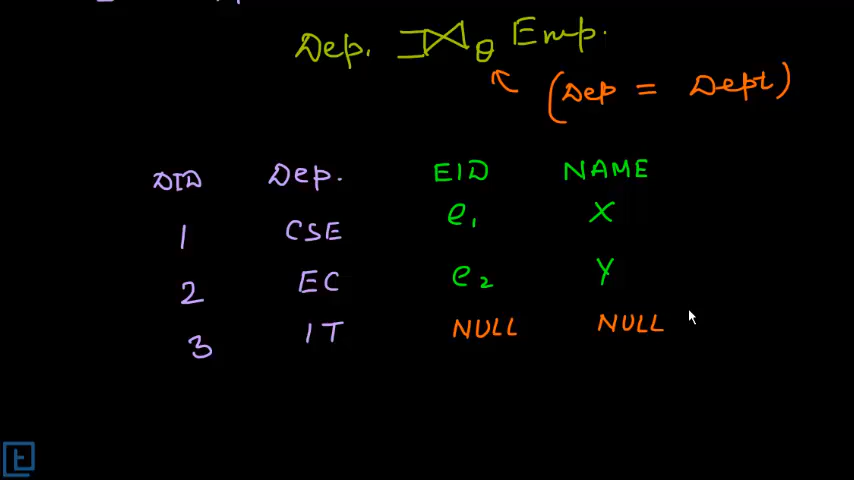 Dep. ⟕θ Emp.
(Dep = Dept)
DID Dep. EID NAME
1 CSE e₁ X
2 EC e₂ Y
3 IT NULL NULL